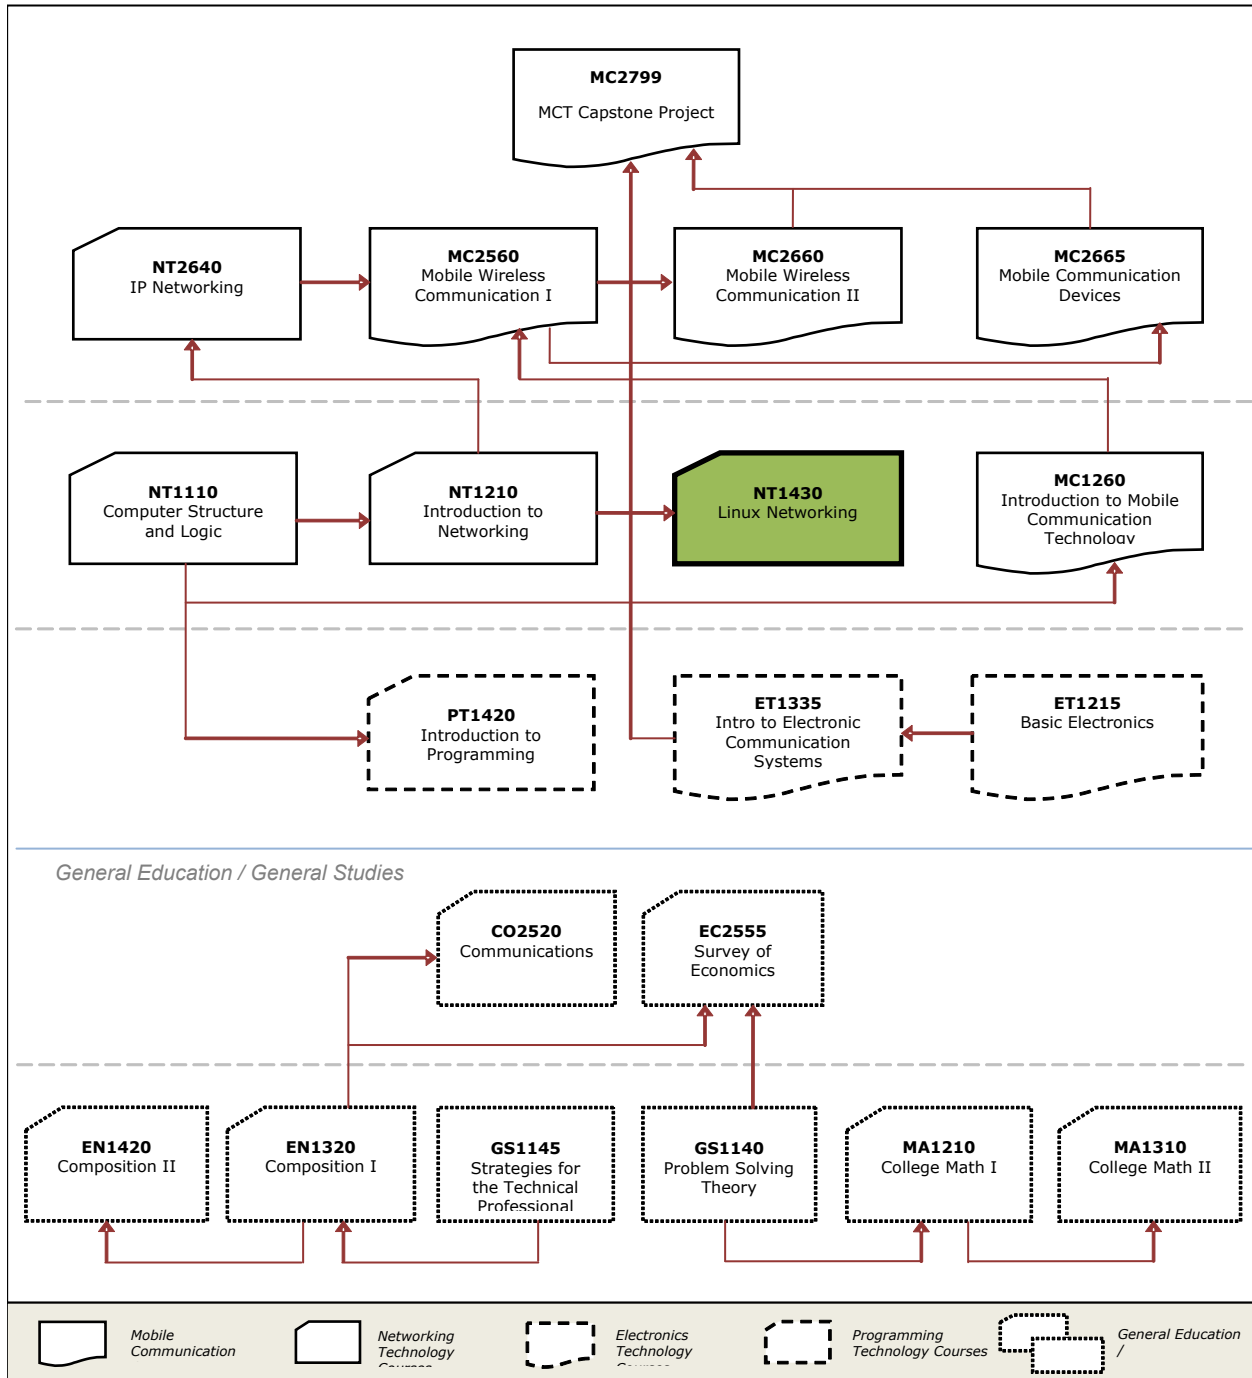 MC2799
MCT Capstone Project
NT2640
IP Networking
MC2560
Mobile Wireless
Communication I
MC2660
Mobile Wireless
Communication II
MC2665
Mobile Communication
Devices
NT1110
Computer Structure
and Logic
NT1210
Introduction to
Networking
NT1430
Linux Networking
MC1260
Introduction to Mobile
Communication
Technology
PT1420
Introduction to
Programming
ET1335
Intro to Electronic
Communication
Systems
ET1215
Basic Electronics
General Education / General Studies
CO2520
Communications
EC2555
Survey of
Economics
EN1420
Composition II
EN1320
Composition I
GS1145
Strategies for
the Technical
Professional
GS1140
Problem Solving
Theory
MA1210
College Math I
MA1310
College Math II
Mobile
Communication
Networking
Technology
Electronics
Technology
Programming
Technology Courses
General Education
/